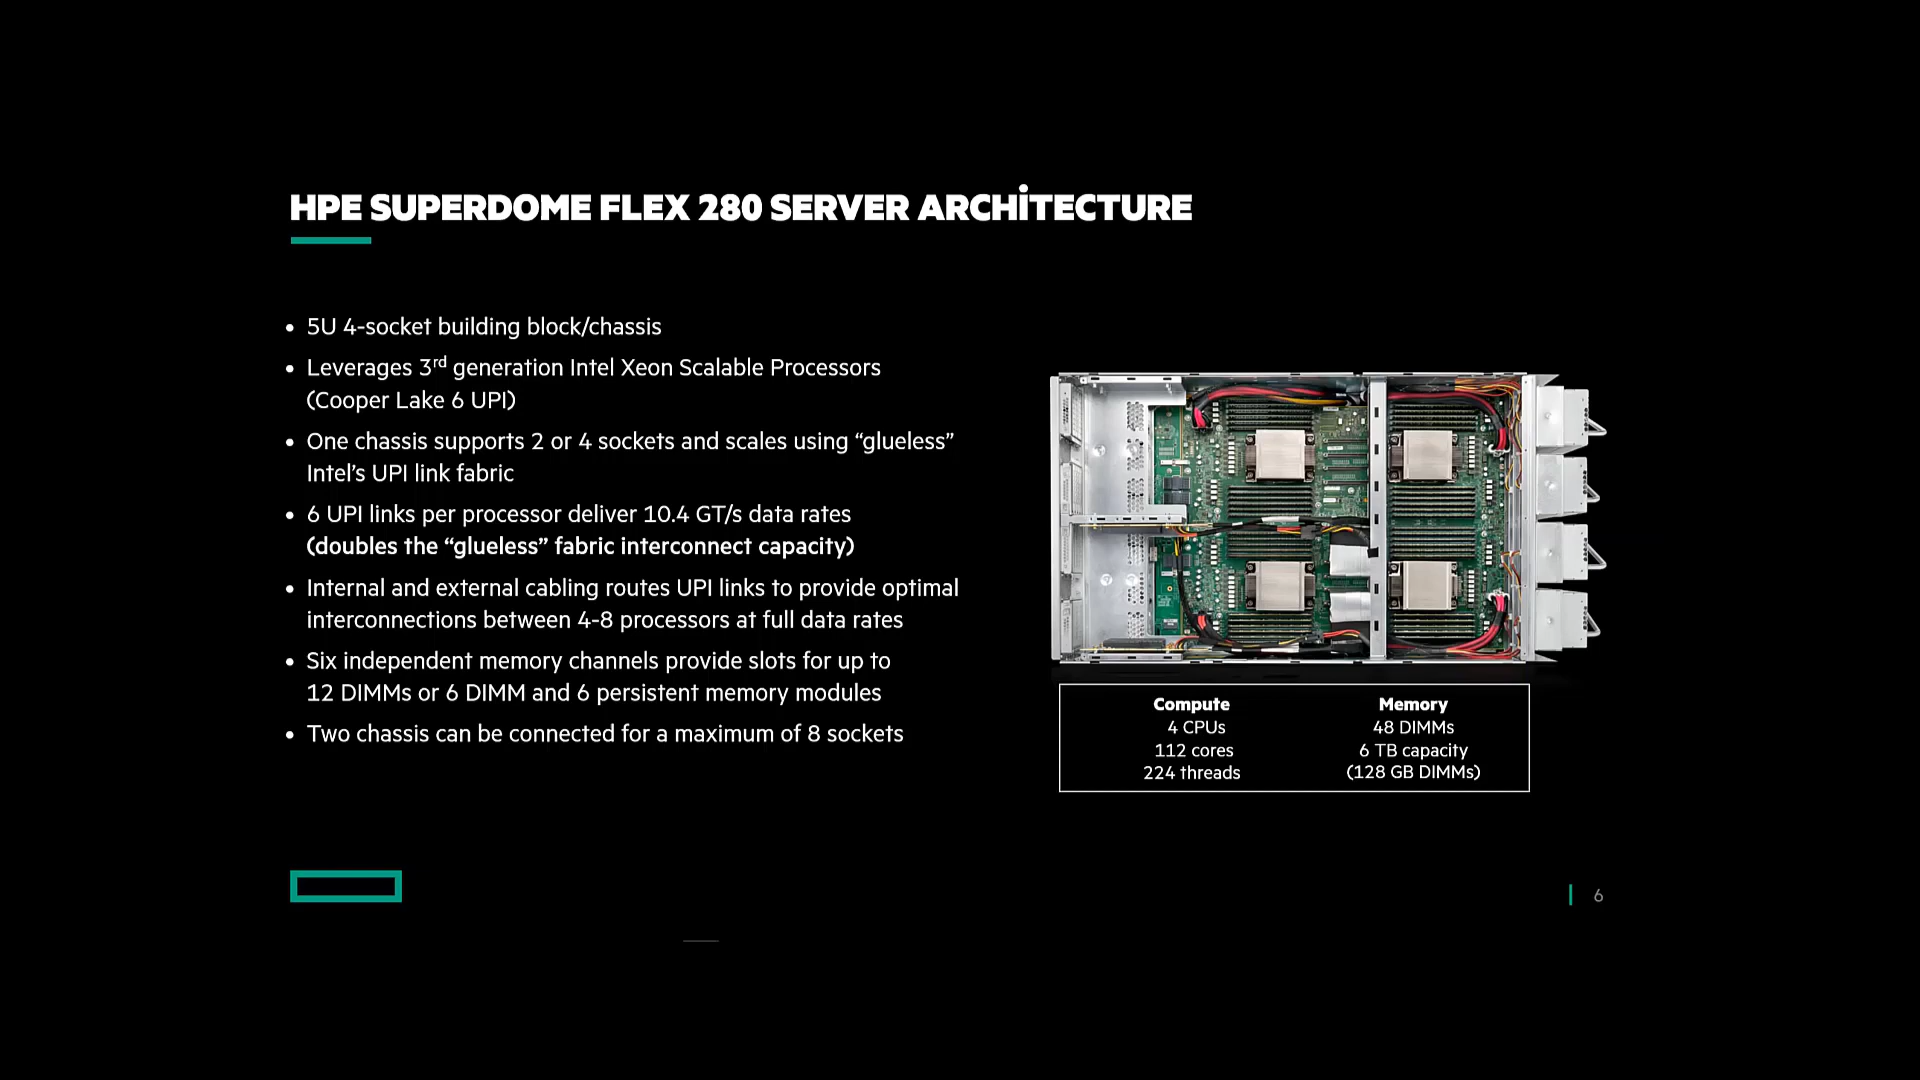 HPE SUPERDOME FLEX 280 SERVER ARCHITECTURE
• 5U 4-socket building block/chassis
• Leverages 3rd generation Intel Xeon Scalable Processors
(Cooper Lake 6 UPI)
• One chassis supports 2 or 4 sockets and scales using “glueless”
Intel’s UPI link fabric
• 6 UPI links per processor deliver 10.4 GT/s data rates
(doubles the “glueless” fabric interconnect capacity)
• Internal and external cabling routes UPI links to provide optimal
interconnections between 4-8 processors at full data rates
• Six independent memory channels provide slots for up to
12 DIMMs or 6 DIMM and 6 persistent memory modules
• Two chassis can be connected for a maximum of 8 sockets
Compute
4 CPUs
112 cores
224 threads
Memory
48 DIMMs
6 TB capacity
(128 GB DIMMs)
6